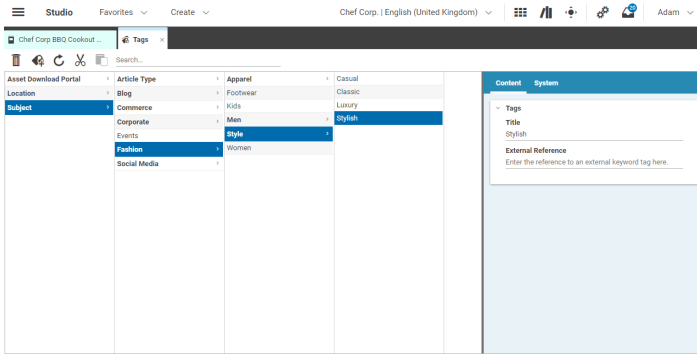 Studio Favorites Create Chef Corp. | English (United Kingdom) 20 Adam
Chef Corp BBQ Cookout ... Tags ×
Search...
Asset Download Portal
Location
Subject
Article Type
Blog
Commerce
Corporate
Events
Fashion
Social Media
Apparel
Footwear
Kids
Men
Style
Women
Casual
Classic
Luxury
Stylish
Content System
Tags
Title
Stylish
External Reference
Enter the reference to an external keyword tag here.